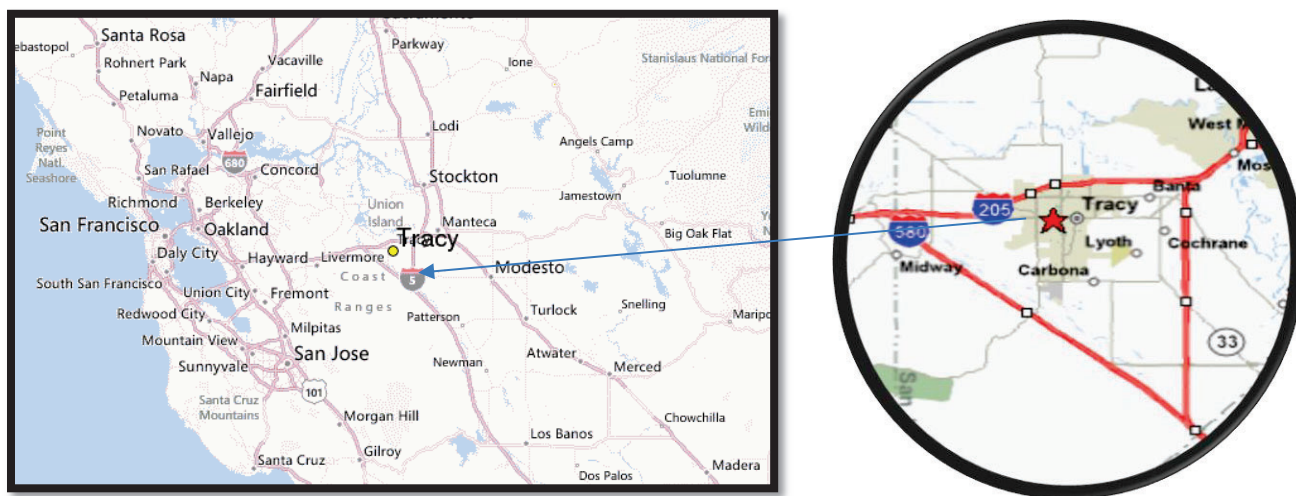 Sacramento
Santa Rosa
Parkway
Sebastopol
Ione
Stanislaus National For
Rohnert Park
Vacaville
Napa
Fairfield
Petaluma
Point
Reyes
Natl.
Seashore
Novato
Vallejo
Lodi
Angels Camp
680
San Rafael
Concord
Stockton
Tuolumne
Jamestown
Richmond
Berkeley
Union
Island
San Francisco
Oakland
Manteca
Big Oak Flat
Tracy
Daly City
Hayward
Livermore
Modesto
Coast
Ranges
5
South San Francisco
Union City
Fremont
Snelling
Redwood City
Patterson
Turlock
Maripo
Milpitas
Mountain View
San Jose
Atwater
Sunnyvale
Newman
Merced
101
Santa Cruz
Mountains
Morgan Hill
Chowchilla
Los Banos
Gilroy
Santa Cruz
Madera
Dos Palos
La
West M
Mos
Banta
205
Tracy
580
Lyoth
Cochrane
Midway
Carbona
33
San